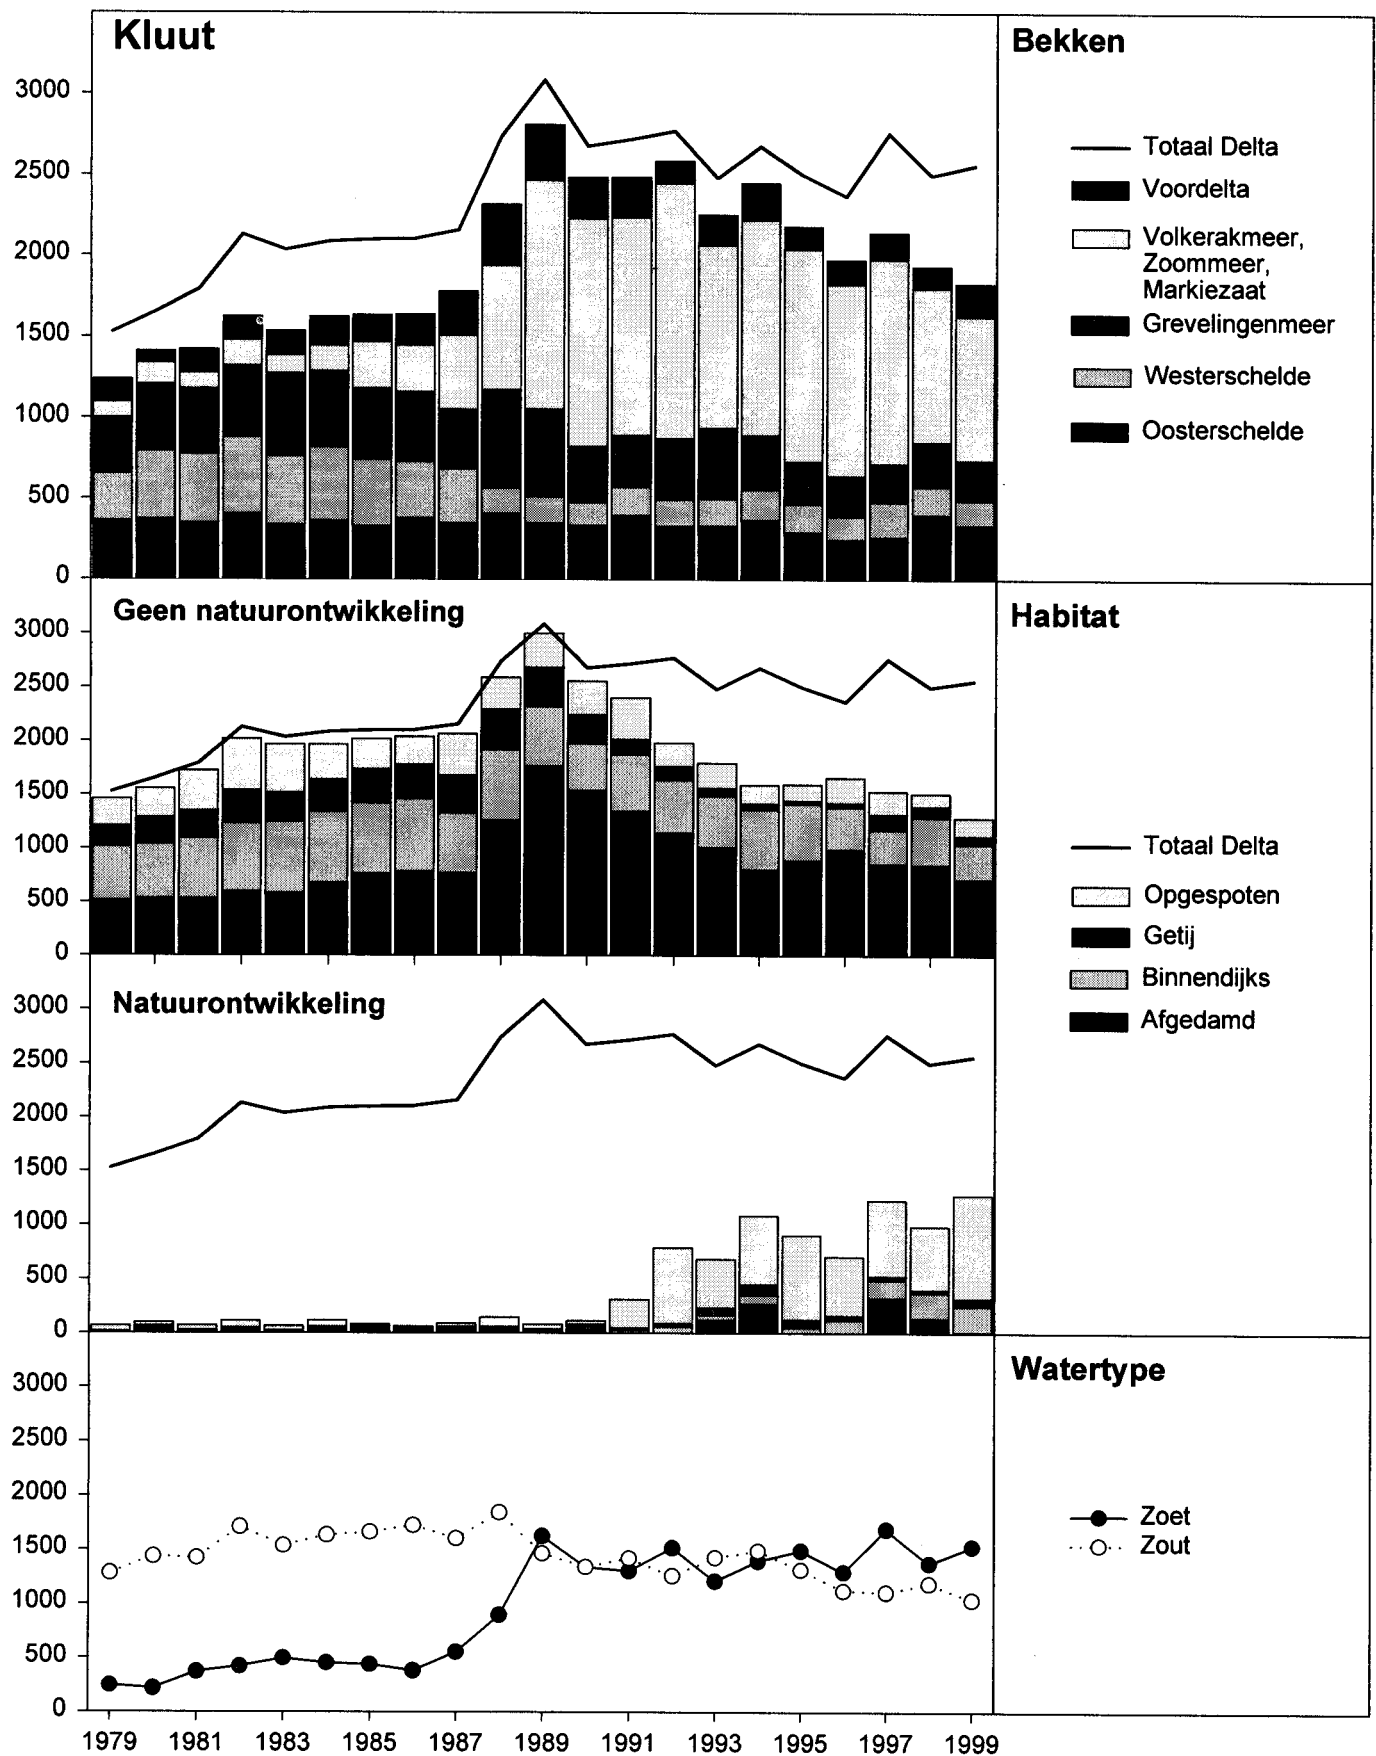 Kluut
3000
2500
2000
1500
1000
500
0
Bekken
Totaal Delta
Voordelta
Volkerakmeer,
Zoommeer,
Markiezaat
Grevelingenmeer
Westerschelde
Oosterschelde
Geen natuurontwikkeling
3000
2500
2000
1500
1000
500
0
Natuurontwikkeling
3000
2500
2000
1500
1000
500
0
Habitat
Totaal Delta
Opgespoten
Getij
Binnendijks
Afgedamd
3000
2500
2000
1500
1000
500
0
1979 1981 1983 1985 1987 1989 1991 1993 1995 1997 1999
Watertype
Zoet
Zout